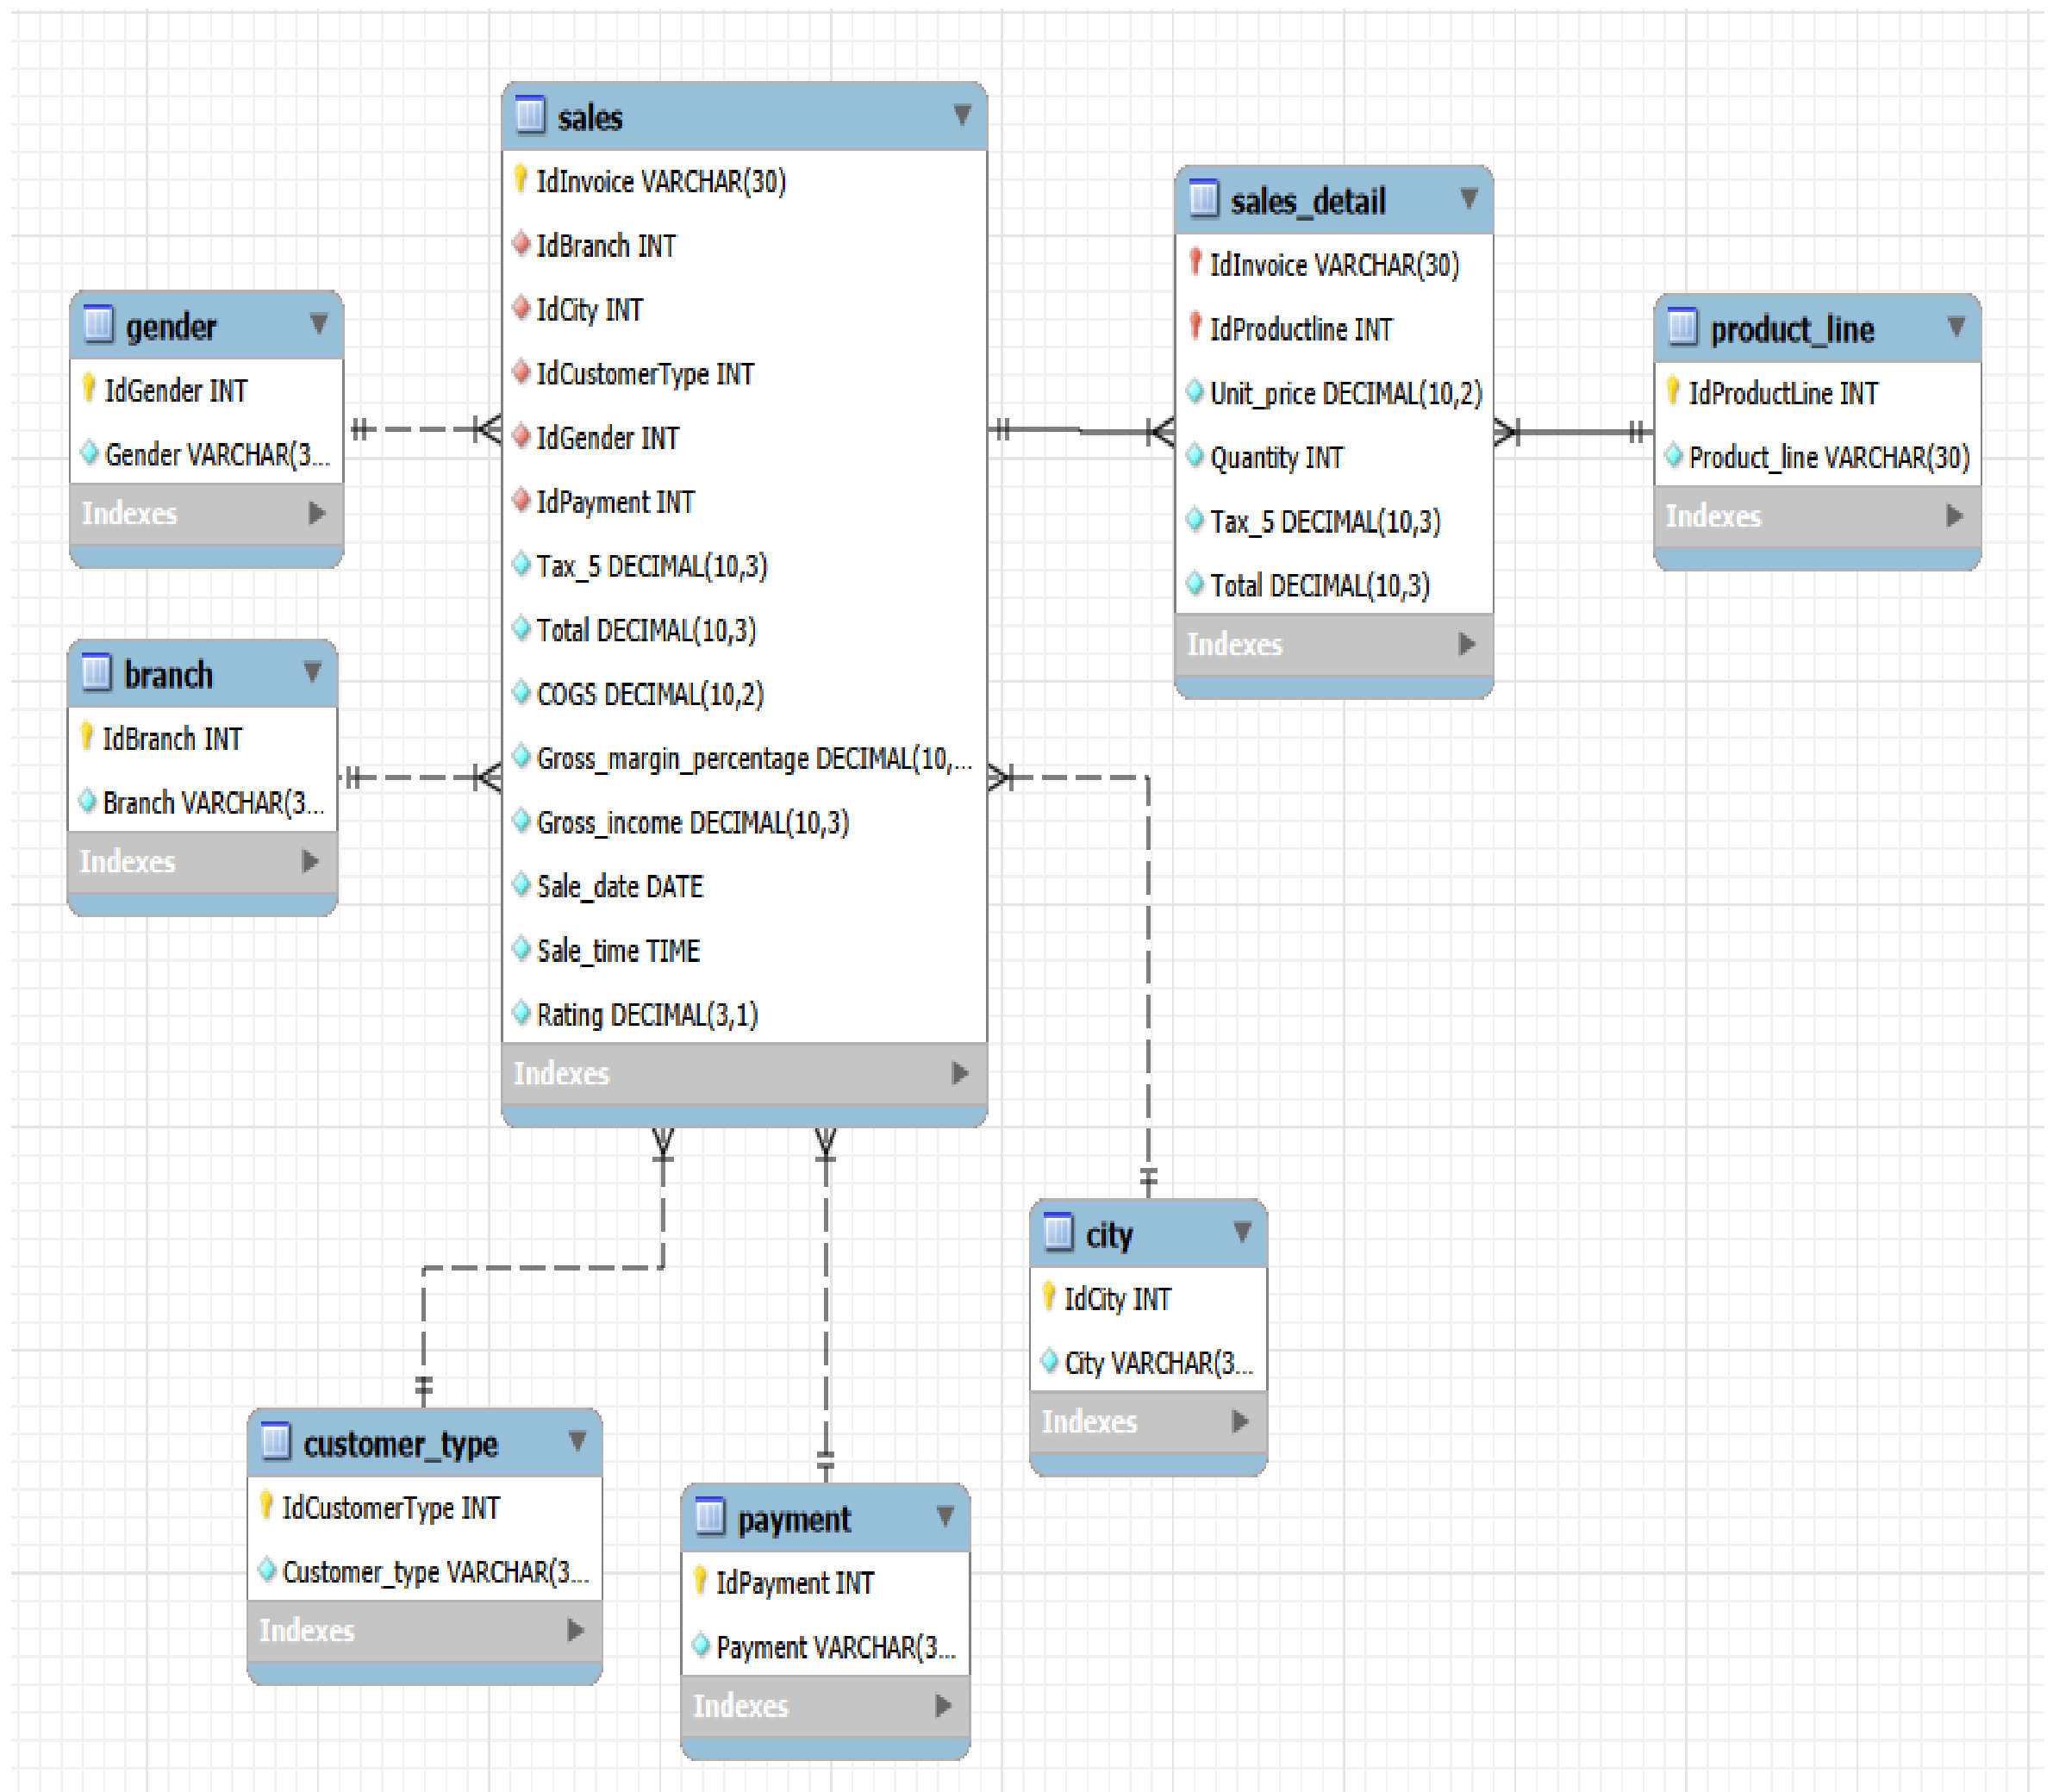 sales
IdInvoice VARCHAR(30)
IdBranch INT
IdCity INT
IdCustomerType INT
IdGender INT
IdPayment INT
Tax_5 DECIMAL(10,3)
Total DECIMAL(10,3)
COGS DECIMAL(10,2)
Gross_margin_percentage DECIMAL(10,...
Gross_income DECIMAL(10,3)
Sale_date DATE
Sale_time TIME
Rating DECIMAL(3,1)
Indexes
sales_detail
IdInvoice VARCHAR(30)
IdProductline INT
Unit_price DECIMAL(10,2)
Quantity INT
Tax_5 DECIMAL(10,3)
Total DECIMAL(10,3)
Indexes
product_line
IdProductLine INT
Product_line VARCHAR(30)
Indexes
gender
IdGender INT
Gender VARCHAR(3...
Indexes
branch
IdBranch INT
Branch VARCHAR(3...
Indexes
city
IdCity INT
City VARCHAR(3...
Indexes
customer_type
IdCustomerType INT
Customer_type VARCHAR(3...
Indexes
payment
IdPayment INT
Payment VARCHAR(3...
Indexes